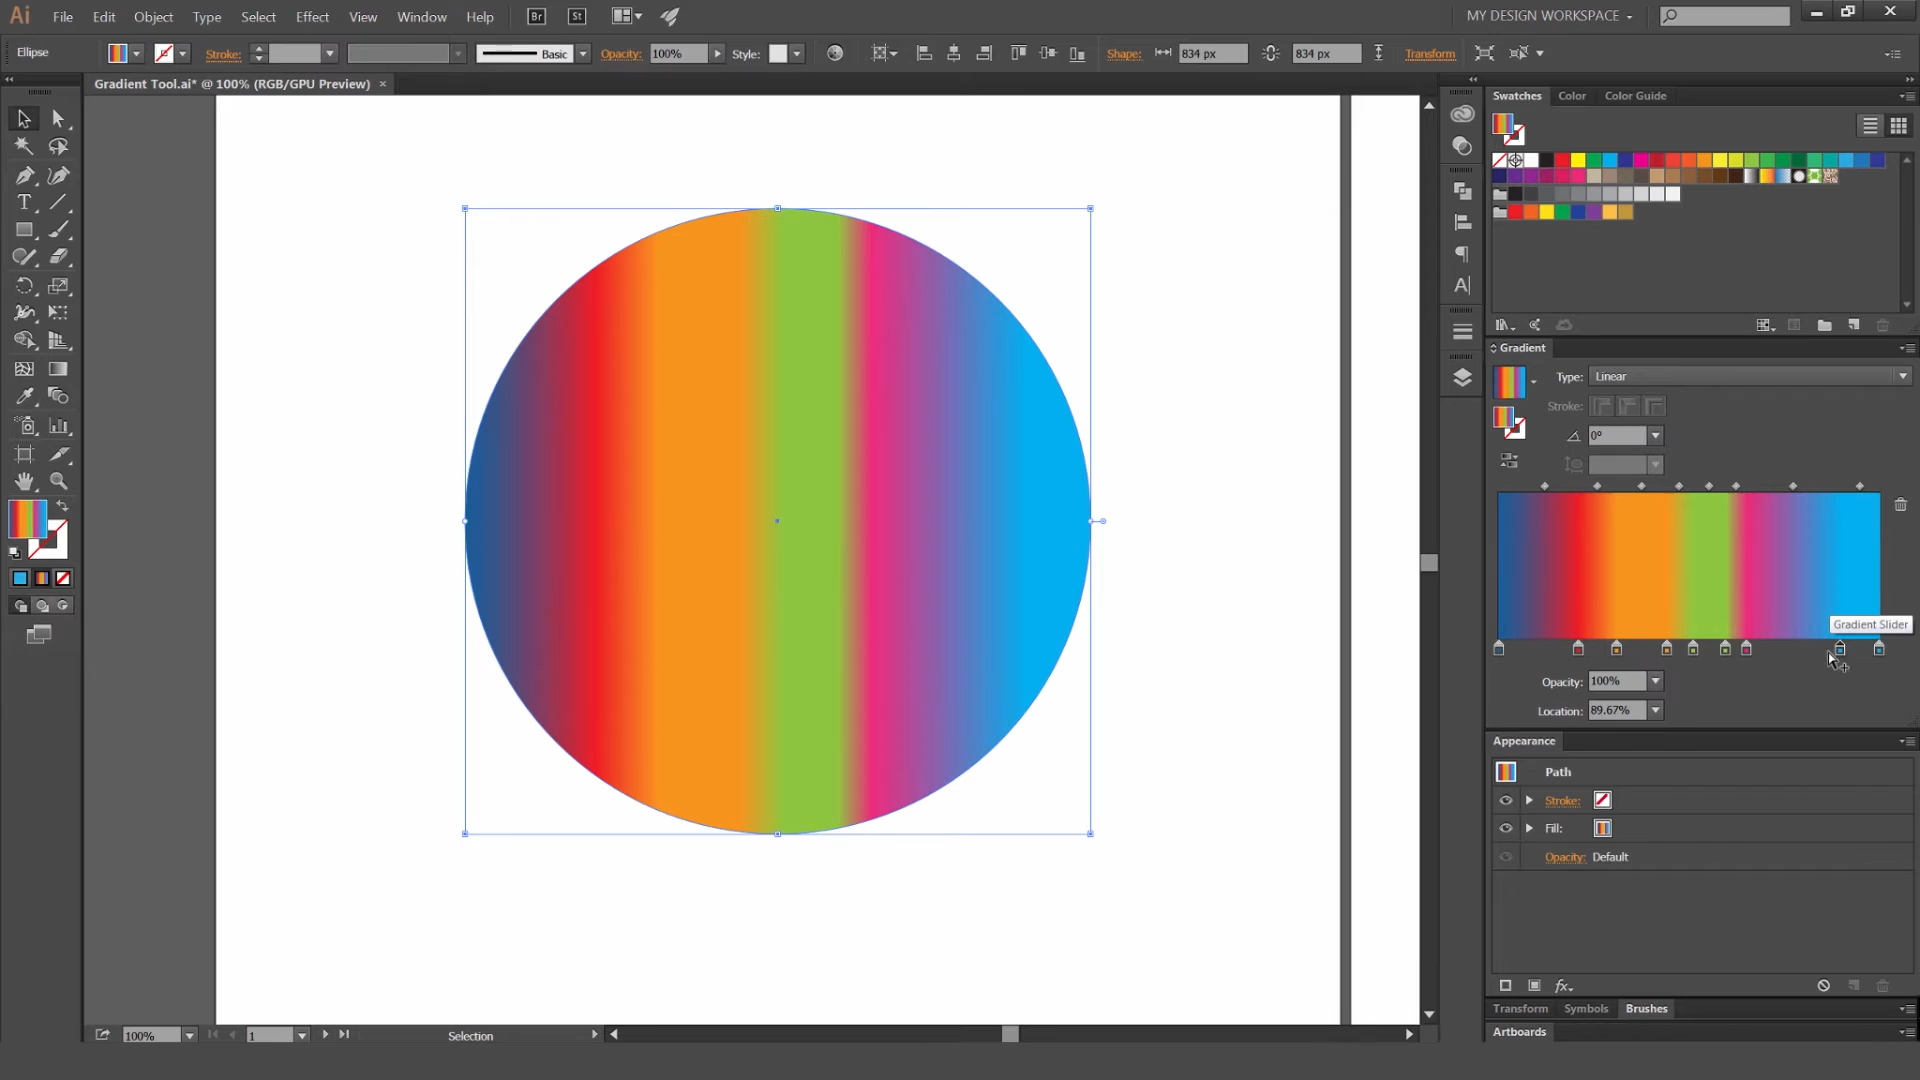 Ai File Edit Object Type Select Effect View Window Help Br St MY DESIGN WORKSPACE
Ellipse Stroke: Basic Opacity: 100% Style: Shape: 834 px 834 px Transform
Gradient Tool.ai* @ 100% (RGB/GPU Preview) ×
Swatches Color Color Guide
Gradient
Type: Linear
Stroke:
0°
Gradient Slider
Opacity: 100%
Location: 89.67%
Appearance
Path
Stroke:
Fill:
Opacity: Default
fx
Transform Symbols Brushes
Artboards
100% 1 Selection